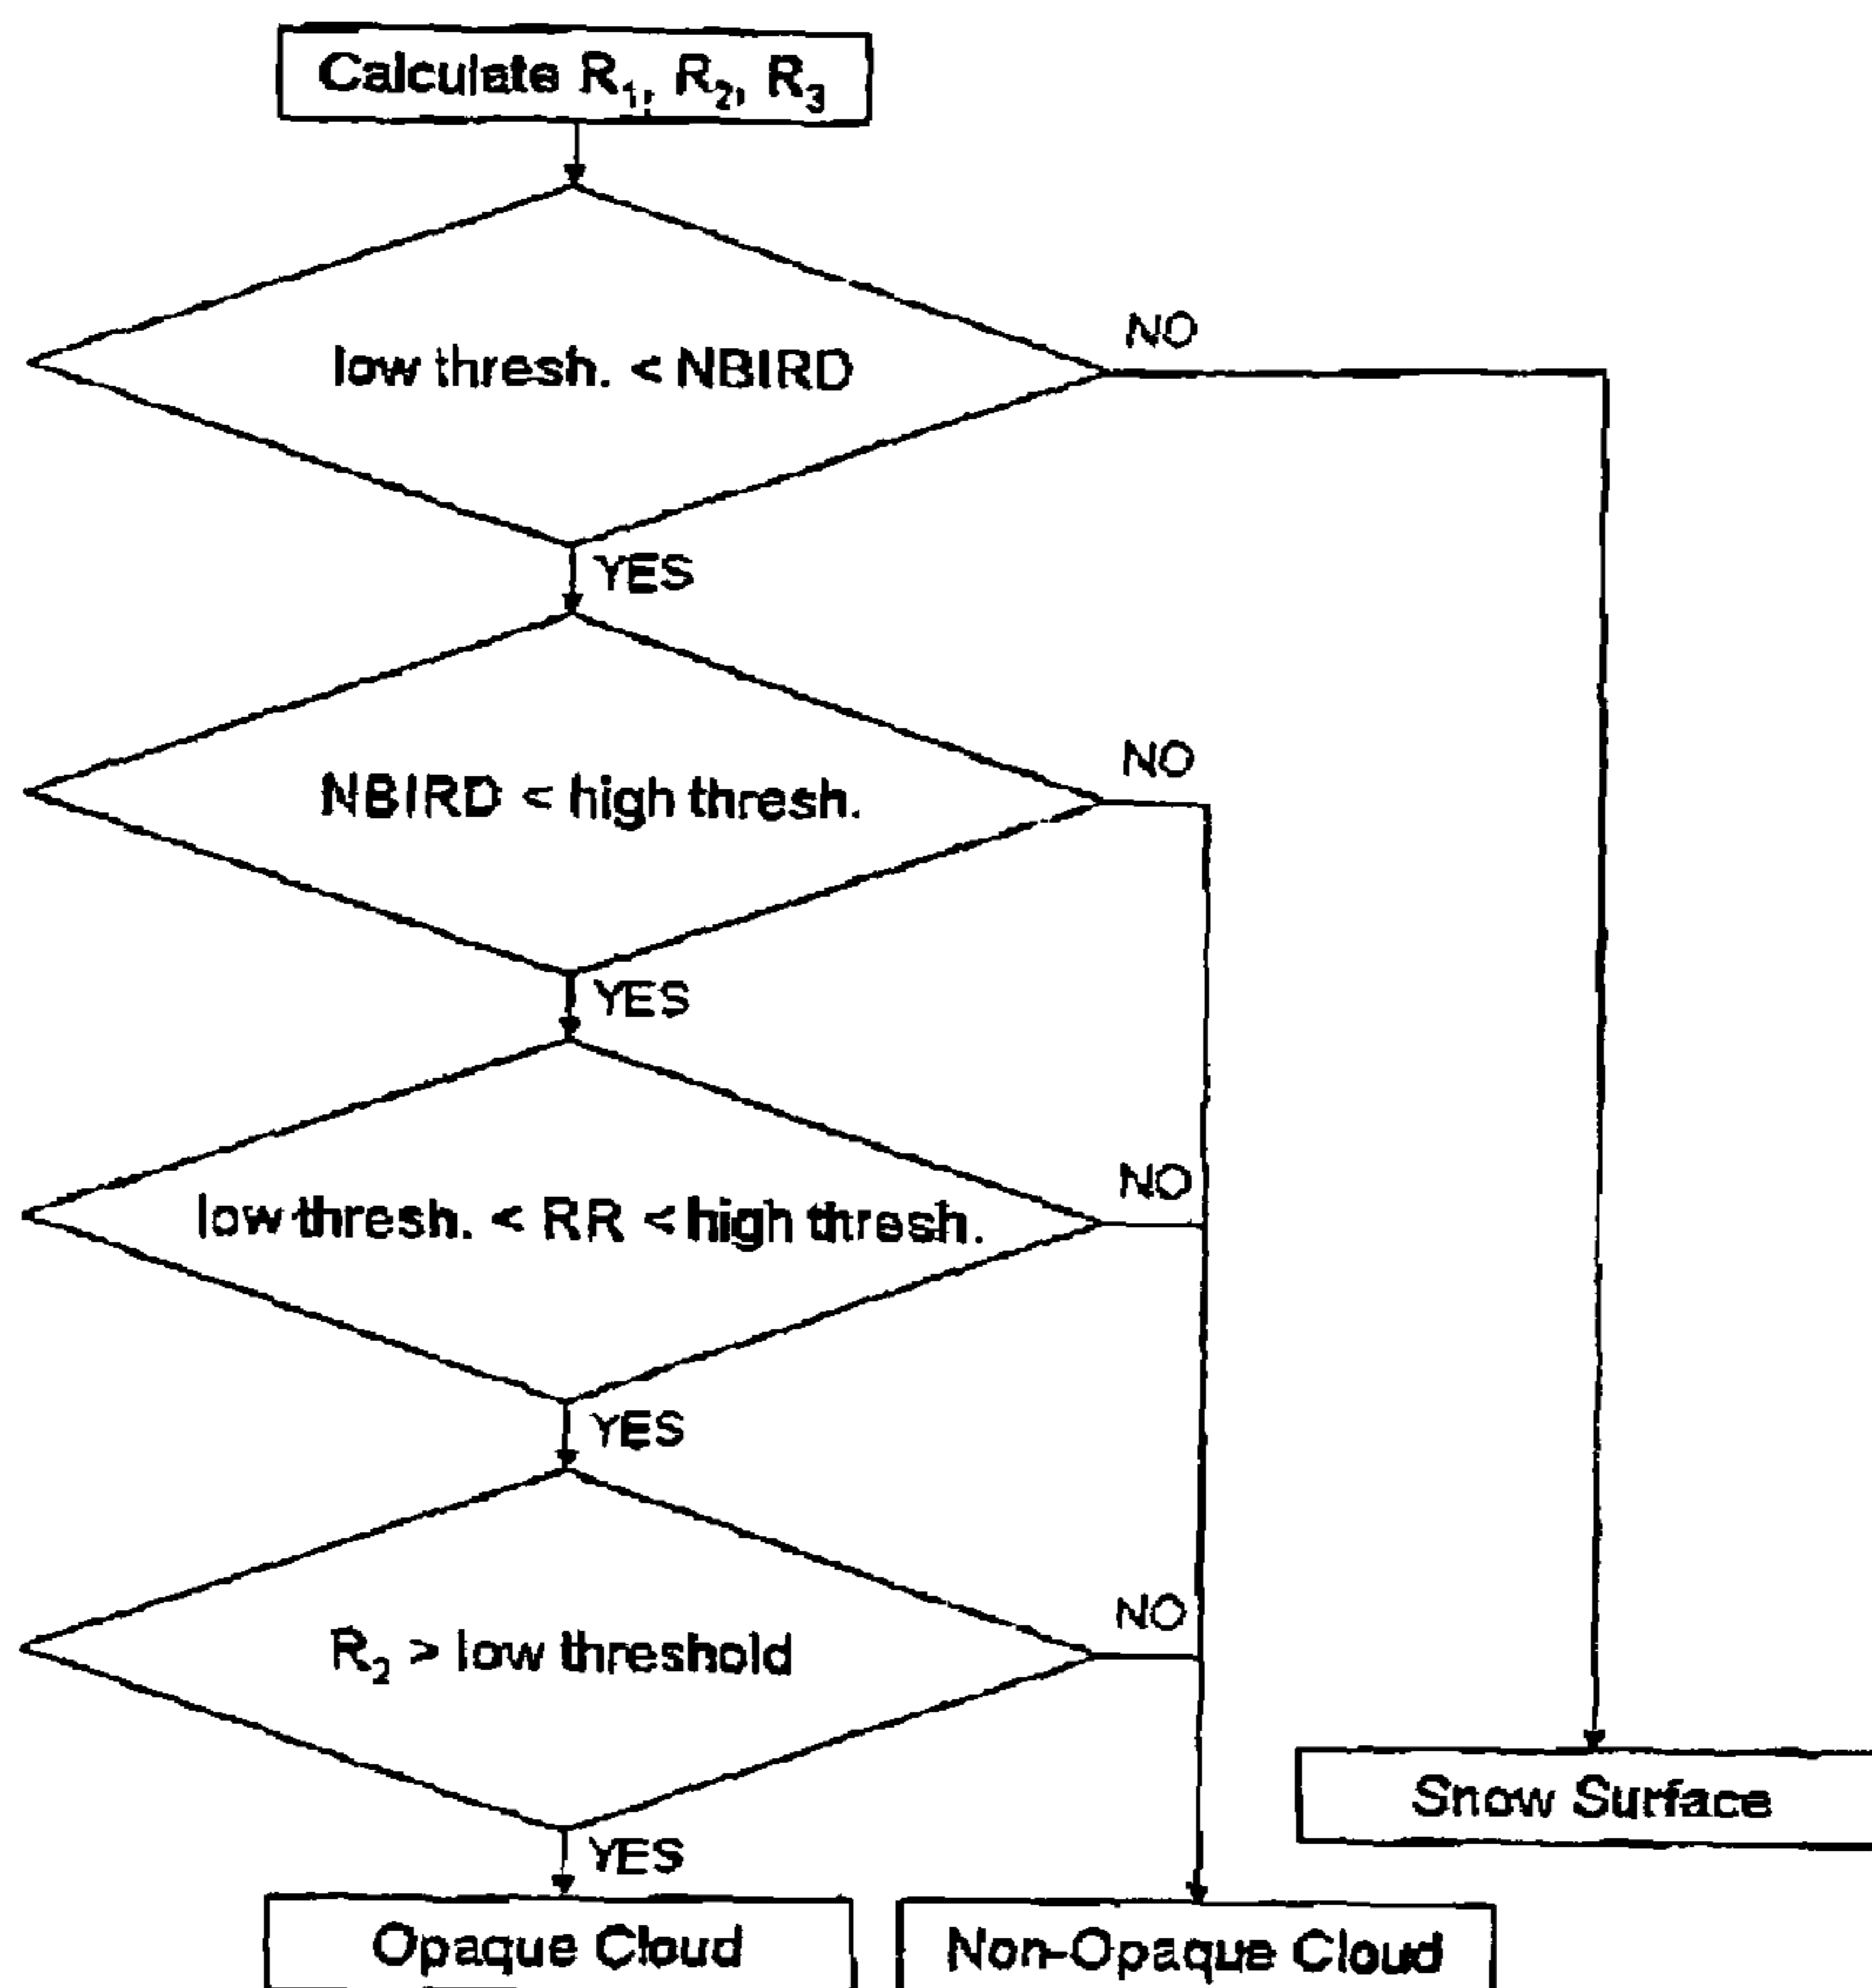 Calculate R₁, R₂, R₃
low thresh. < NBIRD
NO
YES
NBIRD < high thresh.
NO
YES
low thresh. < RR < high thresh.
NO
YES
R₂ > low threshold
NO
Snow Surface
YES
Opaque Cloud
Non-Opaque Cloud